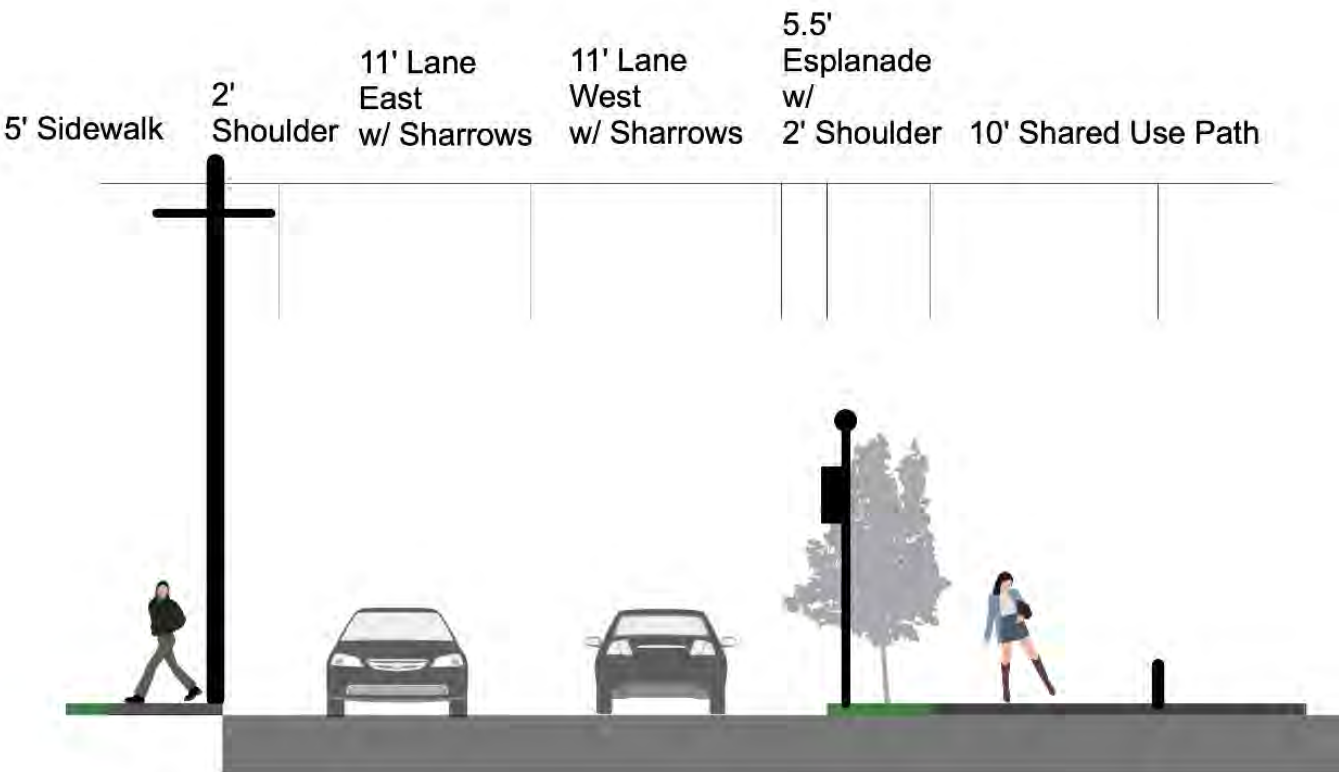 5' Sidewalk
2'
Shoulder
11' Lane
East
w/ Sharrows
11' Lane
West
w/ Sharrows
5.5'
Esplanade
w/
2' Shoulder
10' Shared Use Path